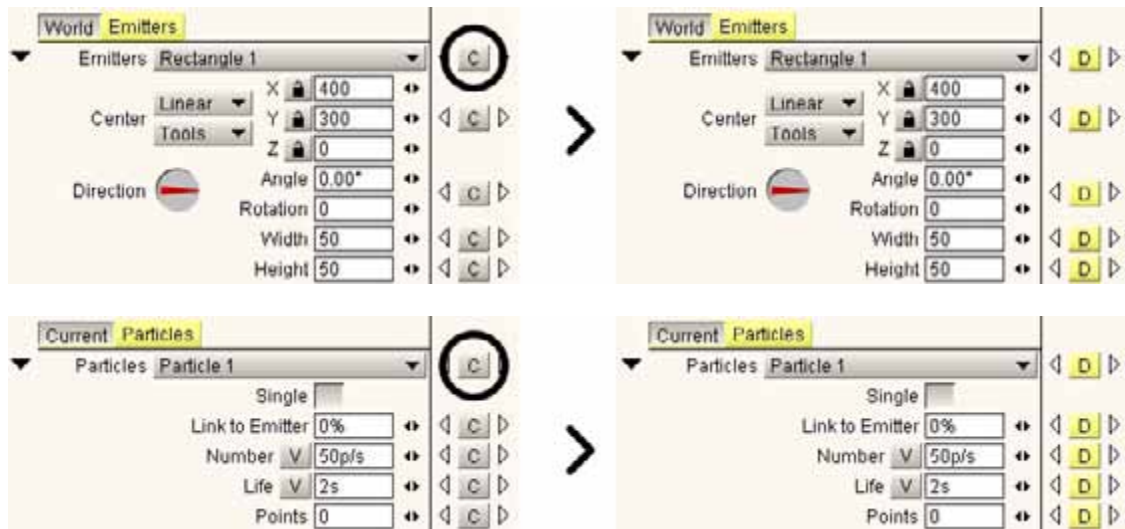 World Emitters
Emitters Rectangle 1 C
X 400
Center Linear Y 300 C
Tools
Z 0
Direction Angle 0.00° C
Rotation 0
Width 50 C
Height 50 C
World Emitters
Emitters Rectangle 1 D
X 400
Center Linear Y 300 D
Tools
Z 0
Direction Angle 0.00° D
Rotation 0
Width 50 D
Height 50 D
Current Particles
Particles Particle 1 C
Single
Link to Emitter 0% C
Number V 50p/s C
Life V 2s C
Points 0 C
Current Particles
Particles Particle 1 D
Single
Link to Emitter 0% D
Number V 50p/s D
Life V 2s D
Points 0 D